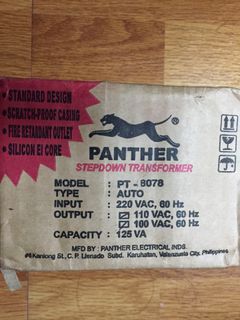 • STANDARD DESIGN
• SCRATCH-PROOF CASING
• FIRE RETARDANT OUTLET
• SILICON EI CORE
®
PANTHER
STEPDOWN TRANSFORMER
MODEL : PT - 8078
TYPE : AUTO
INPUT : 220 VAC, 60 Hz
OUTPUT : 110 VAC, 60 Hz
100 VAC, 60 Hz
CAPACITY : 125 VA
MFD BY : PANTHER ELECTRICAL INDS.
Kanlong St., C.P. Llenado Subd. Karuhatan, Valenzuela City, Philippines